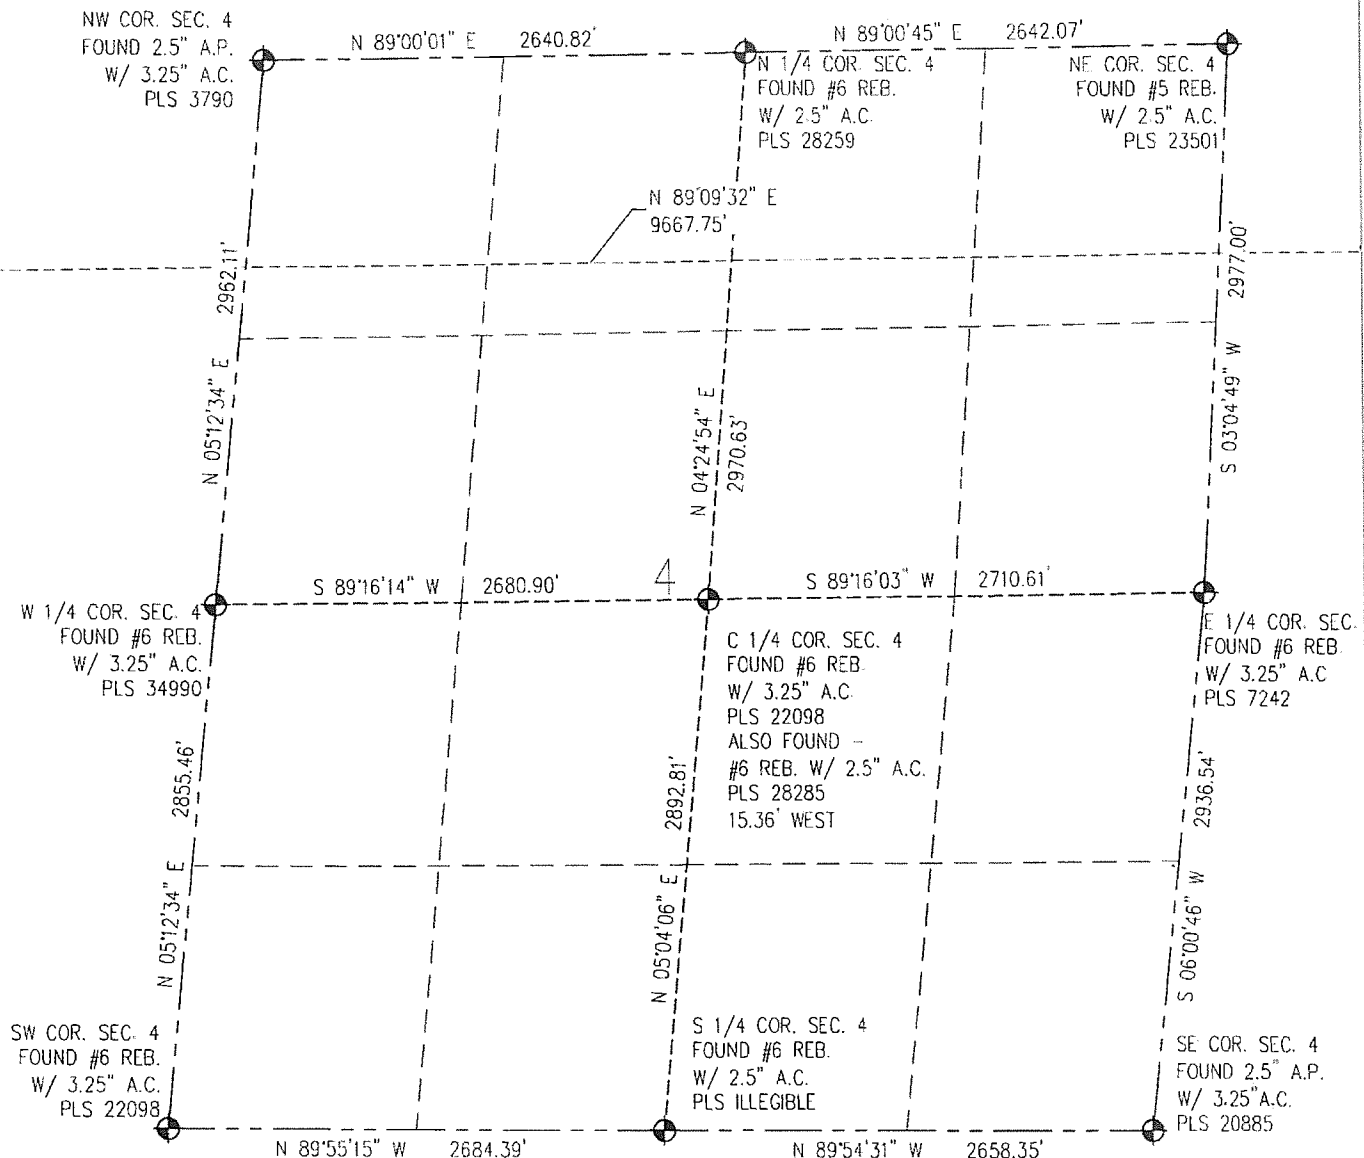 NW COR. SEC. 4
FOUND 2.5" A.P.
W/ 3.25" A.C.
PLS 3790
N 89°00'01" E 2640.82'
N 89°00'45" E 2642.07'
N 1/4 COR. SEC. 4
FOUND #6 REB.
W/ 2.5" A.C.
PLS 28259
NE COR. SEC. 4
FOUND #5 REB.
W/ 2.5" A.C.
PLS 23501
N 89°09'32" E
9667.75'
N 05°12'34" E 2962.11'
N 04°24'54" E
2970.63'
S 03°04'49" W 2977.00'
S 89°16'14" W 2680.90'
4
S 89°16'03" W 2710.61'
W 1/4 COR. SEC. 4
FOUND #6 REB.
W/ 3.25" A.C.
PLS 34990
C 1/4 COR. SEC. 4
FOUND #6 REB.
W/ 3.25" A.C.
PLS 22098
ALSO FOUND -
#6 REB. W/ 2.5" A.C.
PLS 28285
15.36' WEST
E 1/4 COR. SEC.
FOUND #6 REB.
W/ 3.25" A.C
PLS 7242
N 05°12'34" E 2855.46'
N 05°04'06" E 2892.81'
S 06°00'46" W 2936.54'
SW COR. SEC. 4
FOUND #6 REB.
W/ 3.25" A.C.
PLS 22098
S 1/4 COR. SEC. 4
FOUND #6 REB.
W/ 2.5" A.C.
PLS ILLEGIBLE
SE COR. SEC. 4
FOUND 2.5" A.P.
W/ 3.25"A.C.
PLS 20885
N 89°55'15" W 2684.39'
N 89°54'31" W 2658.35'